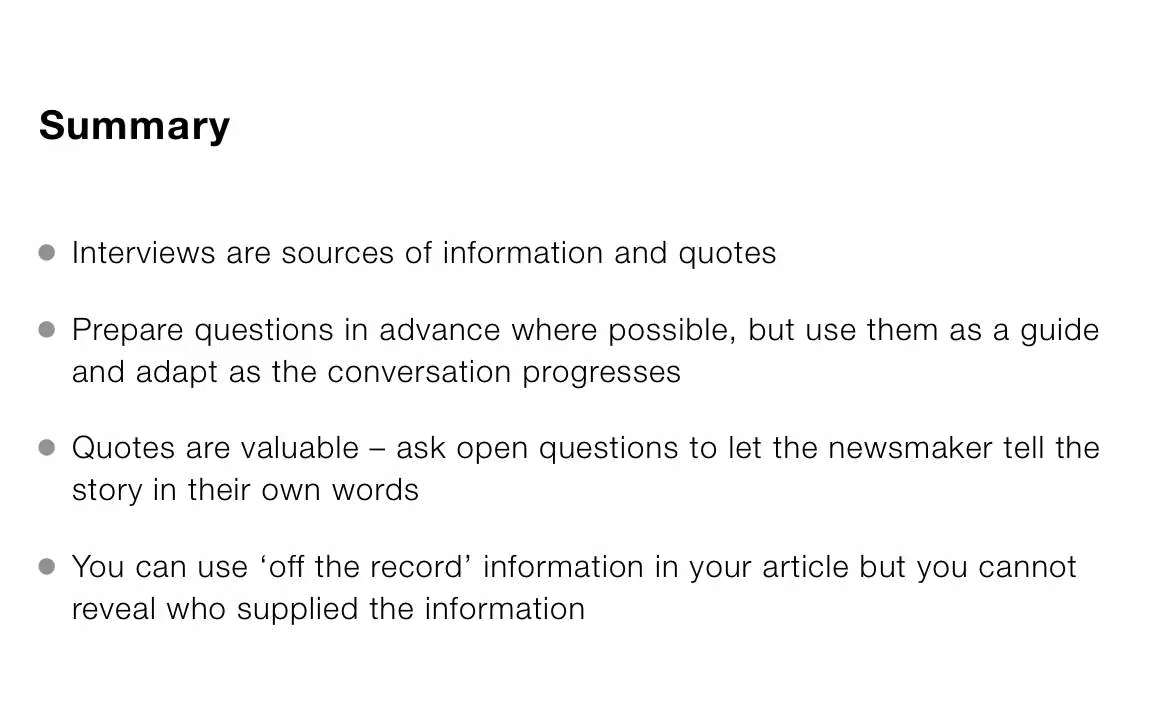 Summary
Interviews are sources of information and quotes
Prepare questions in advance where possible, but use them as a guide
and adapt as the conversation progresses
Quotes are valuable – ask open questions to let the newsmaker tell the
story in their own words
You can use ‘off the record’ information in your article but you cannot
reveal who supplied the information